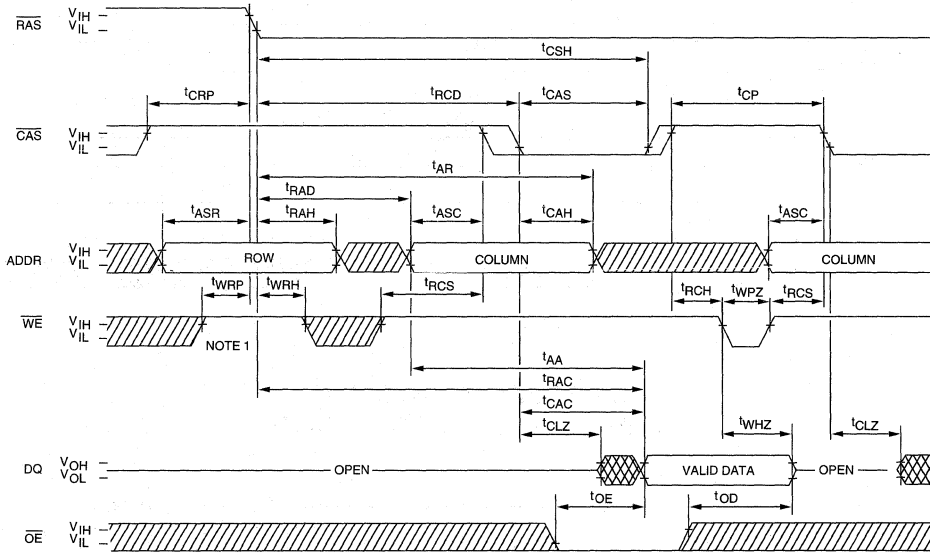 RAS VIH VIL
tCSH
tCRP tRCD tCAS tCP
CAS VIH VIL
tAR
tRAD
tASR tRAH tASC tCAH tASC
ADDR VIH VIL ROW COLUMN COLUMN
tWRP tWRH tRCS tRCH tWPZ tRCS
WE VIH VIL NOTE 1
tAA
tRAC
tCAC
tCLZ tWHZ tCLZ
DQ VOH VOL OPEN VALID DATA OPEN
tOE tOD
OE VIH VIL